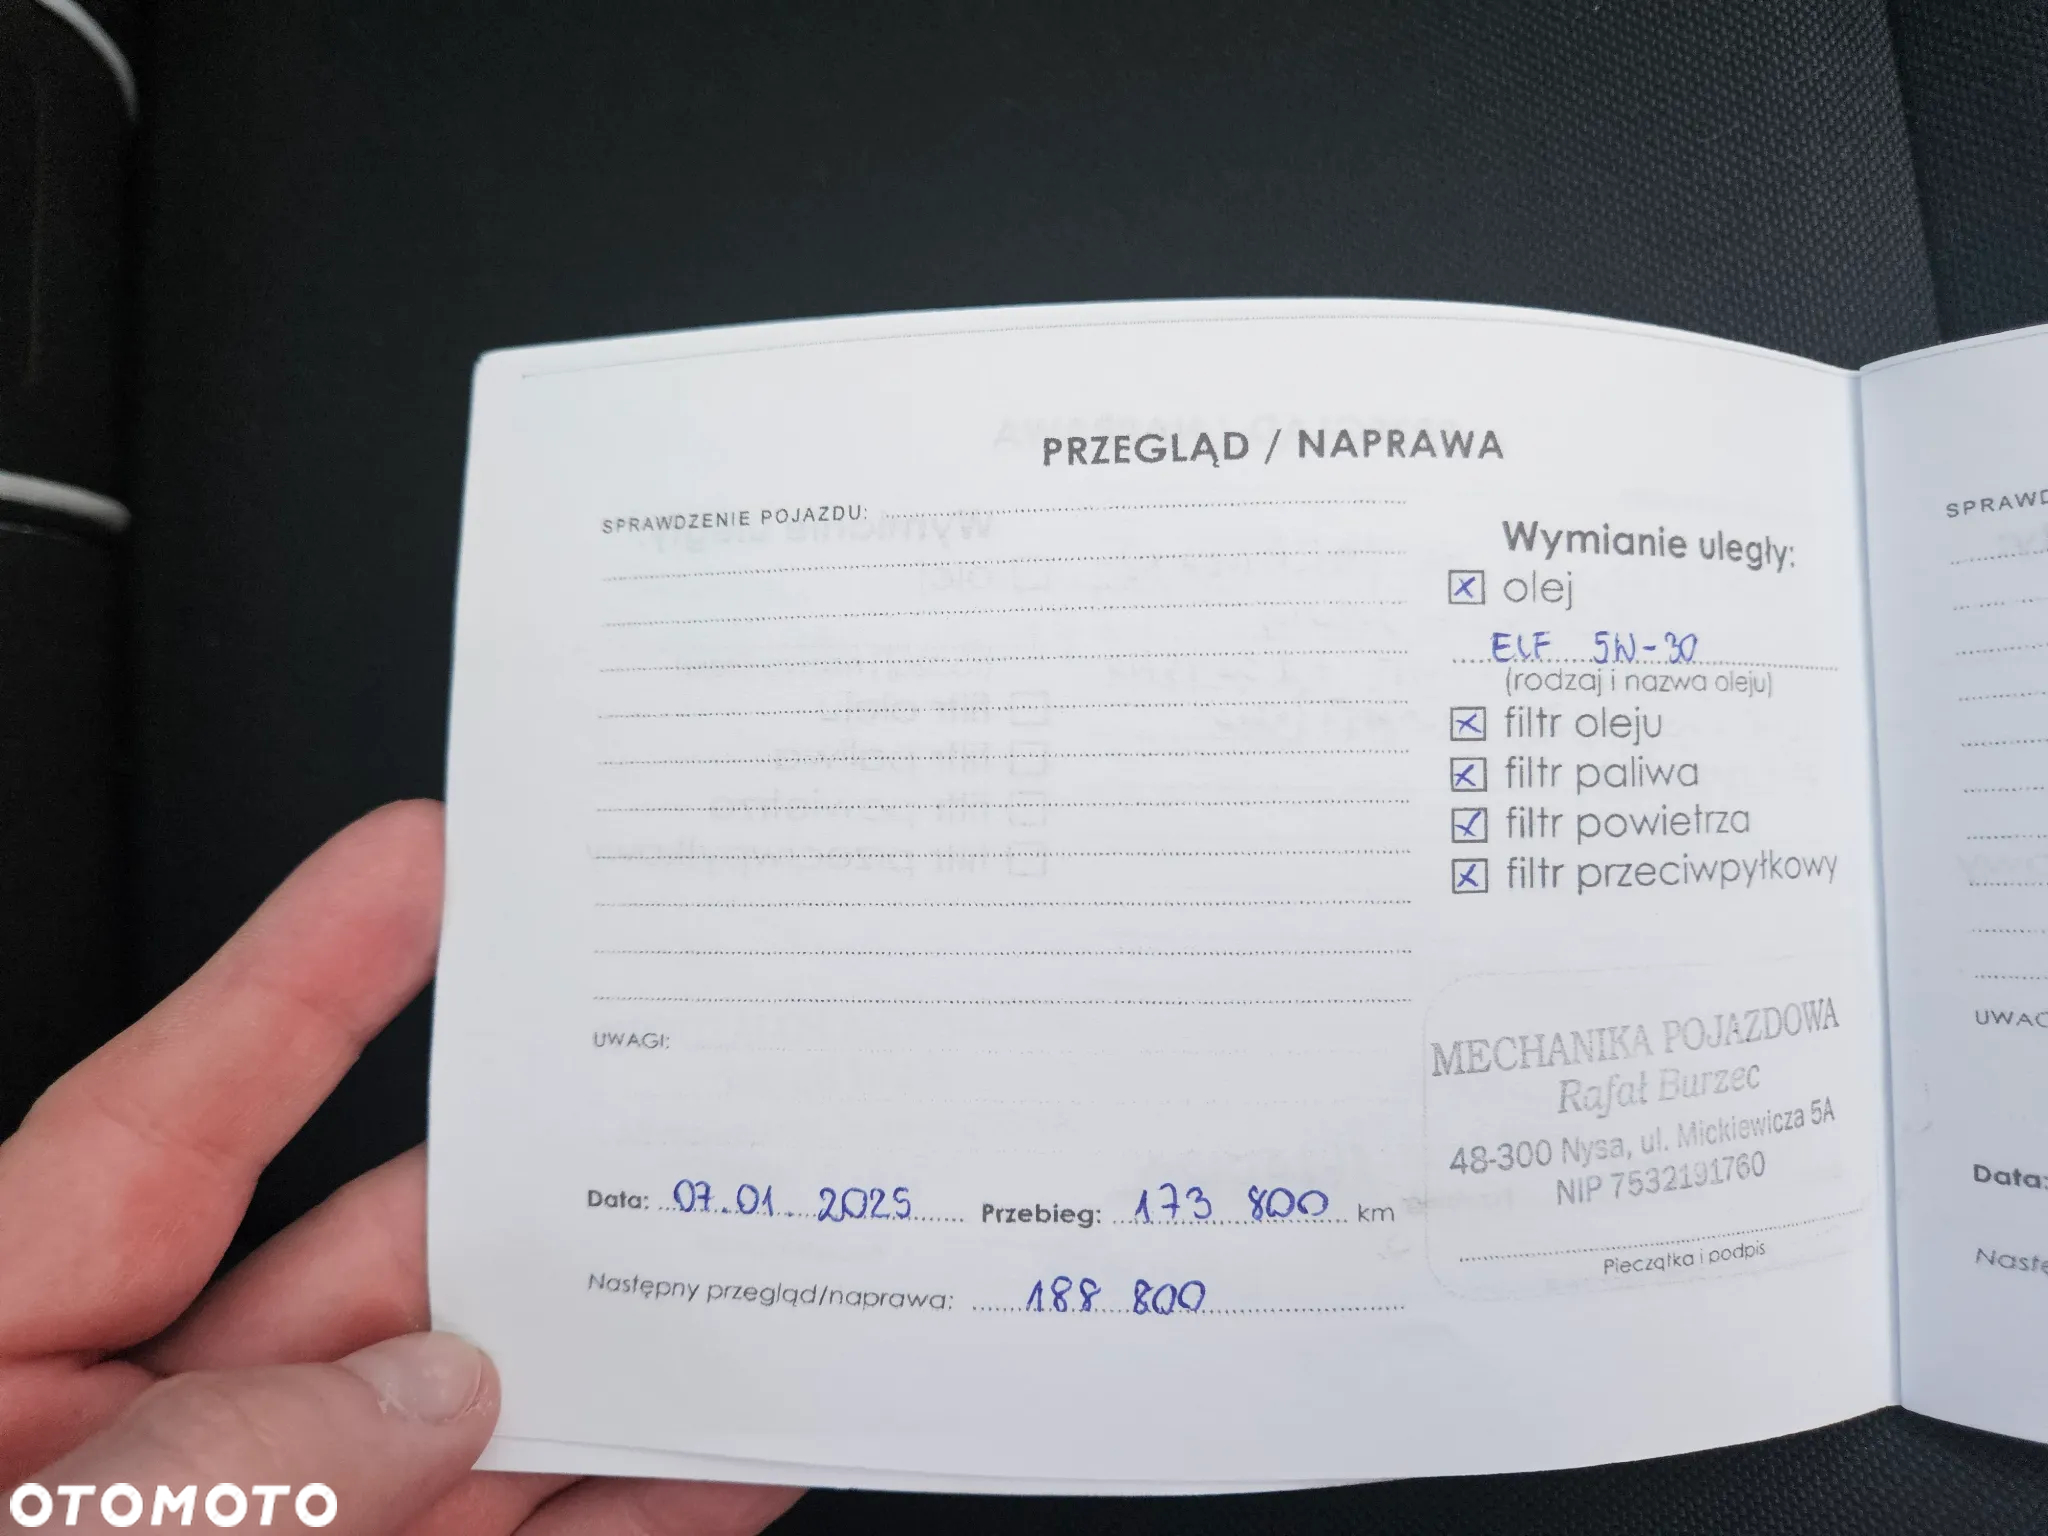 PRZEGLĄD / NAPRAWA
SPRAWDZENIE POJAZDU:
Wymianie uległy:
olej
ELF 5W-30
(rodzaj i nazwa oleju)
filtr oleju
filtr paliwa
filtr powietrza
filtr przeciwpyłkowy
UWAGI:
MECHANIKA POJAZDOWA
Rafał Burzec
48-300 Nysa, ul. Mickiewicza 5A
NIP 7532191760
Pieczątka i podpis
Data: 07.01.2025 Przebieg: 173 800 km
Następny przegląd/naprawa: 188 800
SPRAWD
UWAG
Data:
Nastę
OTOMOTO